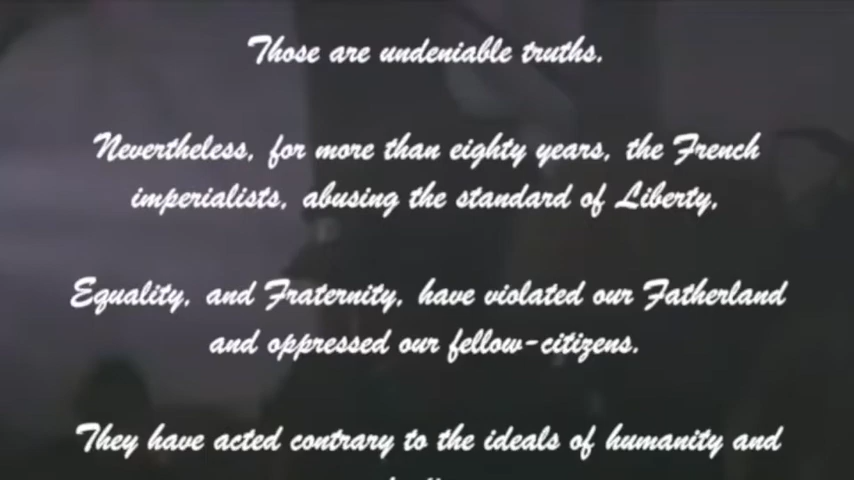 Those are undeniable truths.
Nevertheless, for more than eighty years, the French
imperialists, abusing the standard of Liberty,
Equality, and Fraternity, have violated our Fatherland
and oppressed our fellow-citizens.
They have acted contrary to the ideals of humanity and